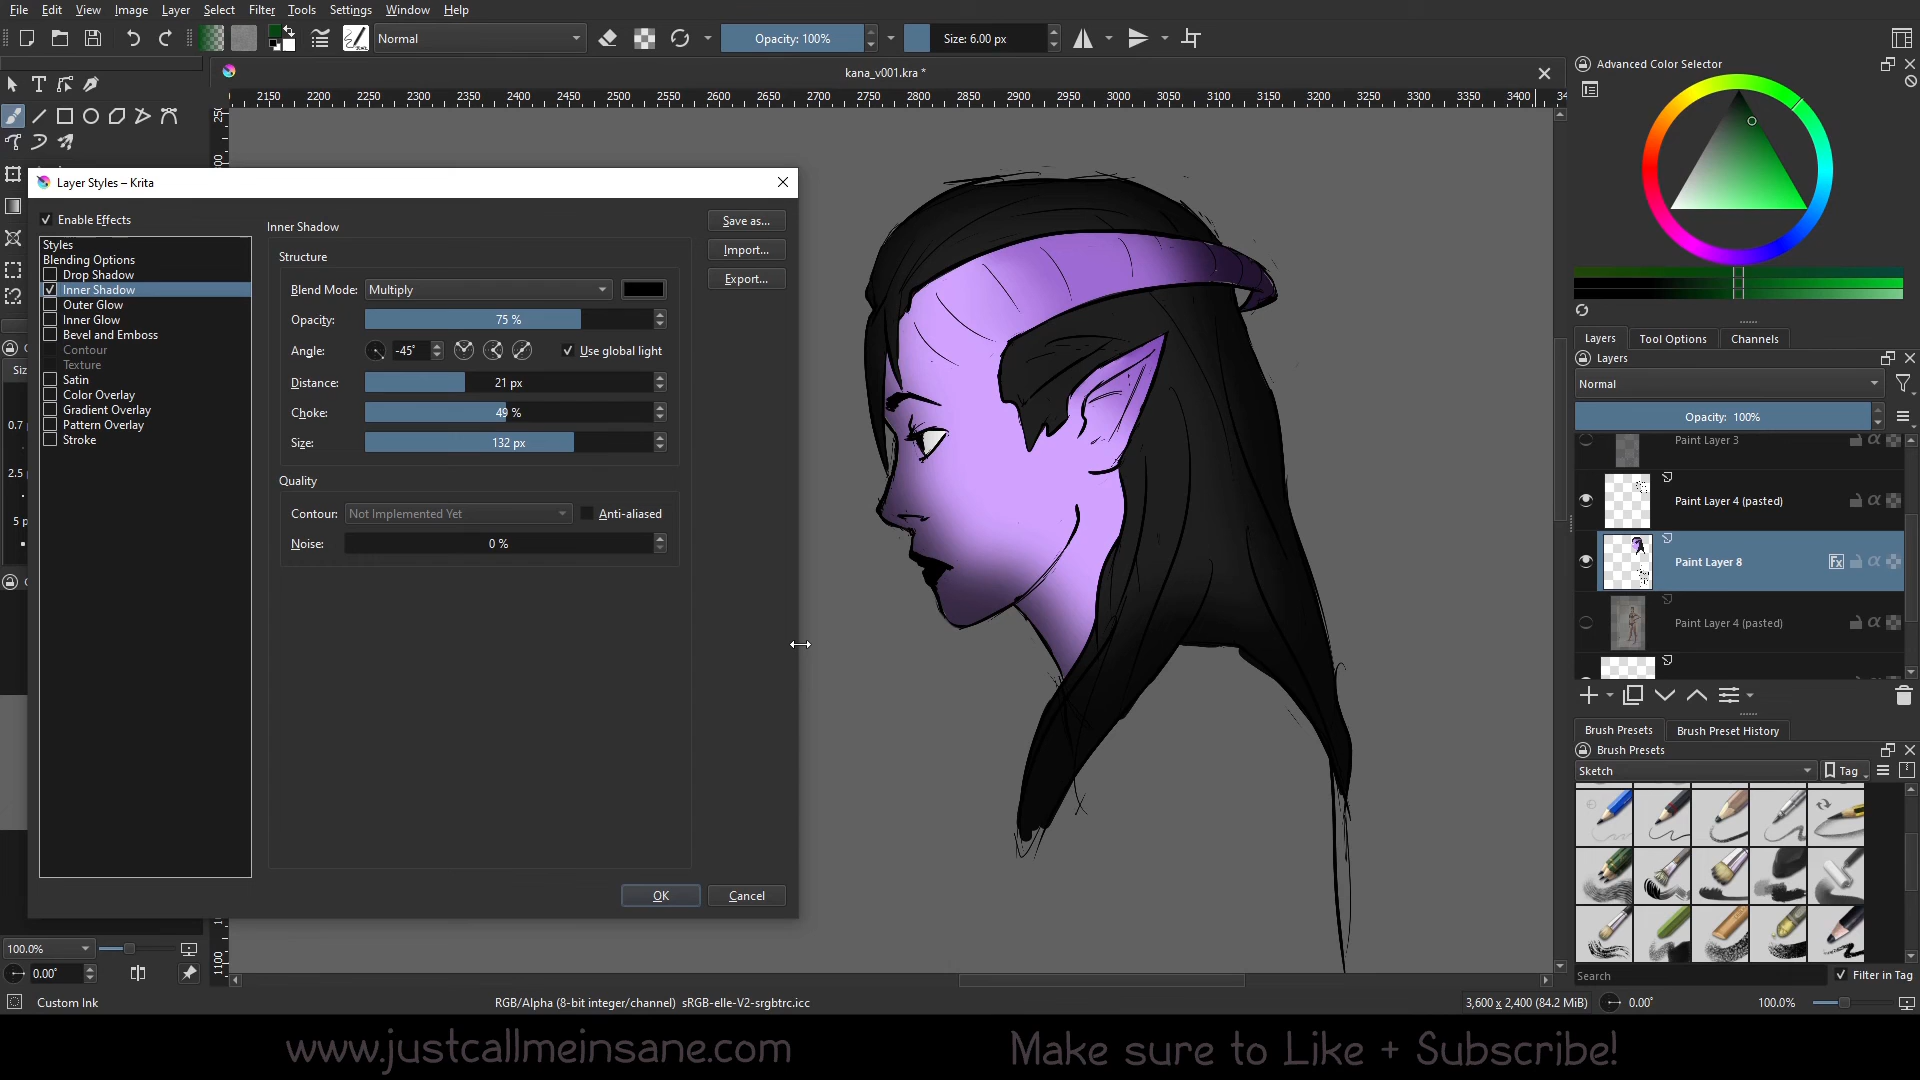 File Edit View Image Layer Select Filter Tools Settings Window Help
Normal Opacity: 100% Size: 6.00 px
kana_v001.kra *
2150 2200 2250 2300 2350 2400 2450 2500 2550 2600 2650 2700 2750 2800 2850 2900 2950 3000 3050 3100 3150 3200 3250 3300 3350 3400
Layer Styles – Krita
Enable Effects
Styles
Blending Options
Drop Shadow
Inner Shadow
Outer Glow
Inner Glow
Bevel and Emboss
Contour
Texture
Satin
Color Overlay
Gradient Overlay
Pattern Overlay
Stroke
Inner Shadow
Structure
Blend Mode: Multiply
Opacity: 75 %
Angle: -45° Use global light
Distance: 21 px
Choke: 49 %
Size: 132 px
Quality
Contour: Not Implemented Yet Anti-aliased
Noise: 0 %
Save as...
Import...
Export...
OK Cancel
Advanced Color Selector
Layers Tool Options Channels
Layers
Normal
Opacity: 100%
Paint Layer 3
Paint Layer 4 (pasted)
Paint Layer 8
Paint Layer 4 (pasted)
Brush Presets Brush Preset History
Brush Presets
Sketch Tag
Search Filter in Tag
0.7
2.5
5 p
1100
100.0%
0.00°
Custom Ink
RGB/Alpha (8-bit integer/channel) sRGB-elle-V2-srgbtrc.icc
3,600 x 2,400 (84.2 MiB) 0.00° 100.0%
www.justcallmeinsane.com
Make sure to Like + Subscribe!